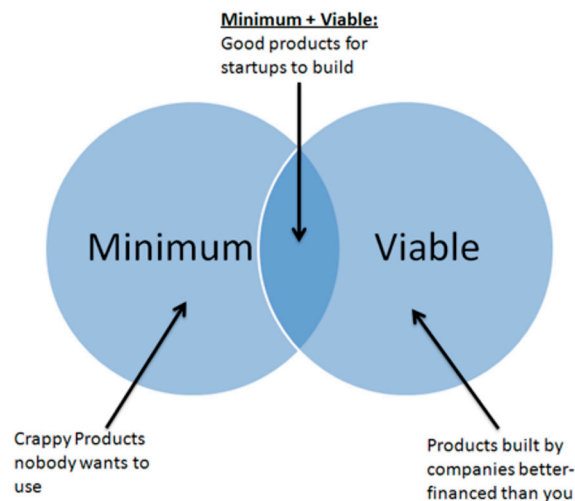 Minimum + Viable:
Good products for
startups to build
Minimum
Viable
Crappy Products
nobody wants to
use
Products built by
companies better-
financed than you